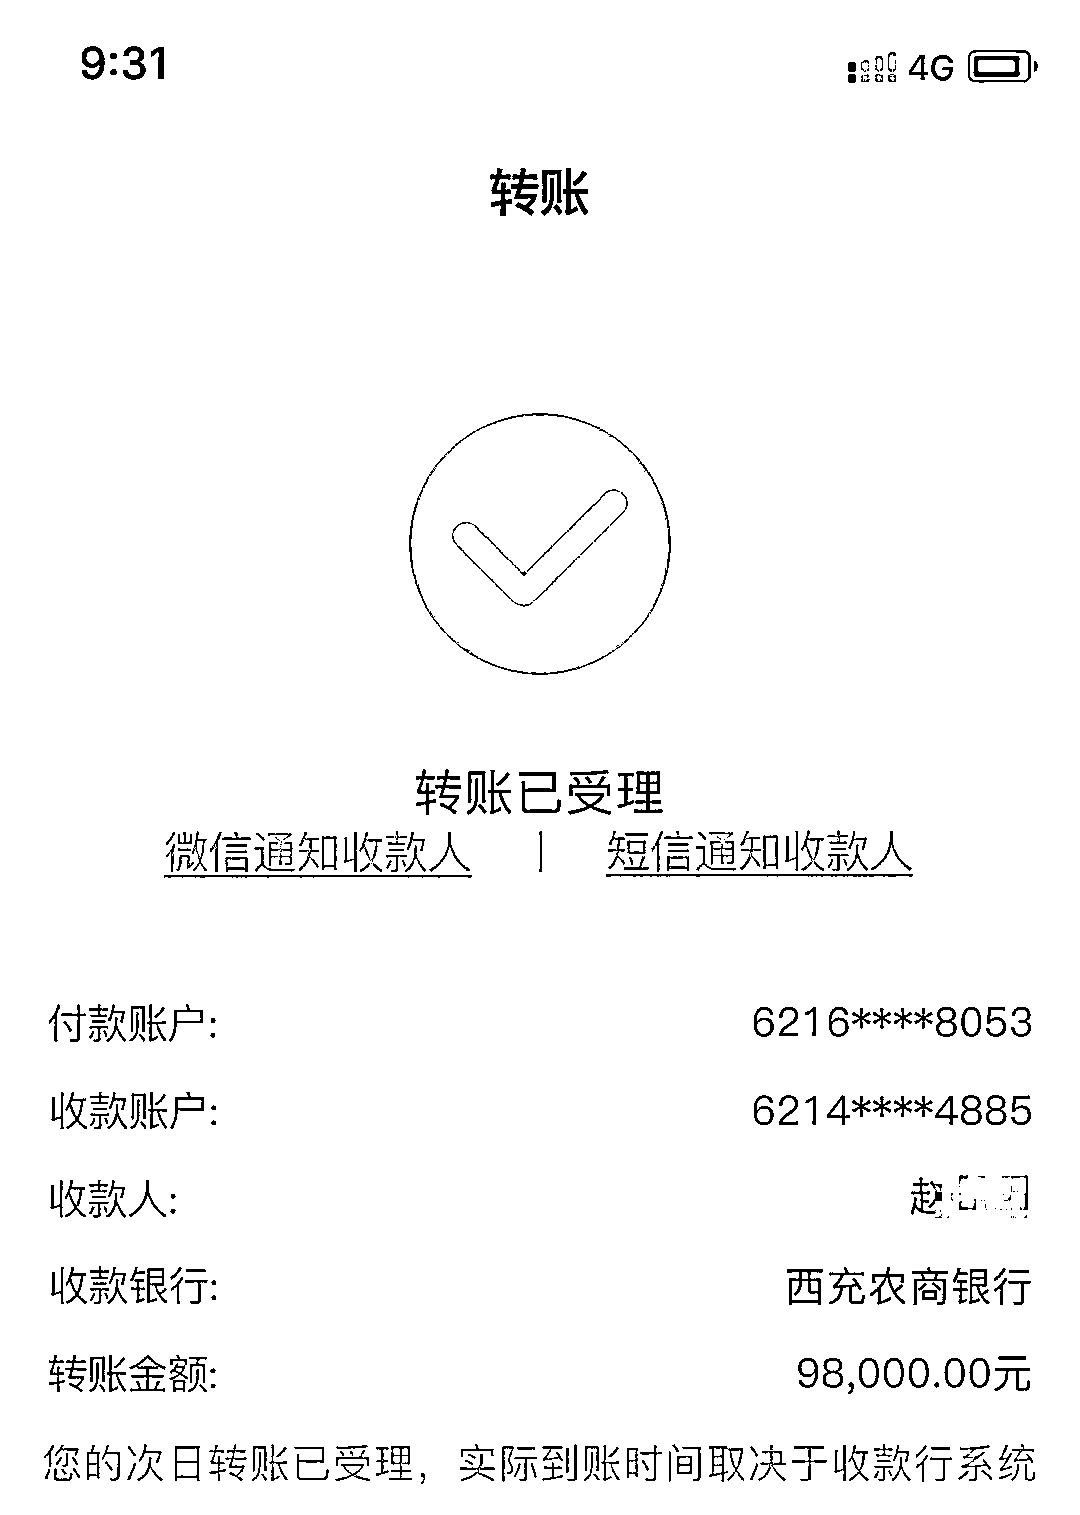 9:31 4G
转账
转账已受理
微信通知收款人 | 短信通知收款人
付款账户: 6216****8053
收款账户: 6214****4885
收款人: 赵
收款银行: 西充农商银行
转账金额: 98,000.00元
您的次日转账已受理，实际到账时间取决于收款行系统